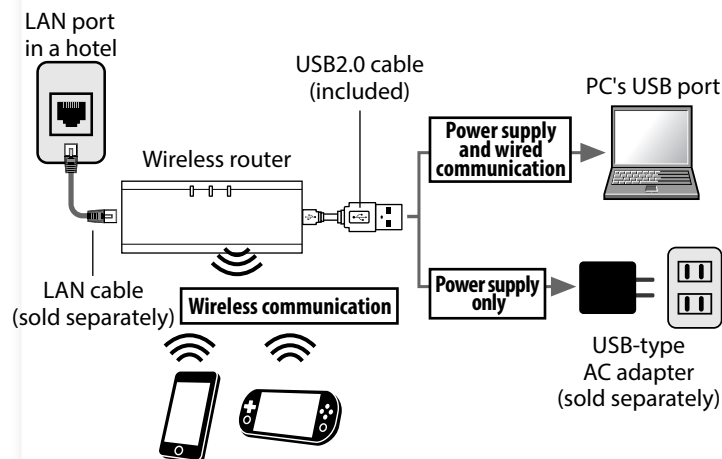 LAN port
in a hotel
USB2.0 cable
(included)
PC's USB port
Power supply
and wired
communication
Wireless router
LAN cable
(sold separately)
Wireless communication
Power supply
only
USB-type
AC adapter
(sold separately)